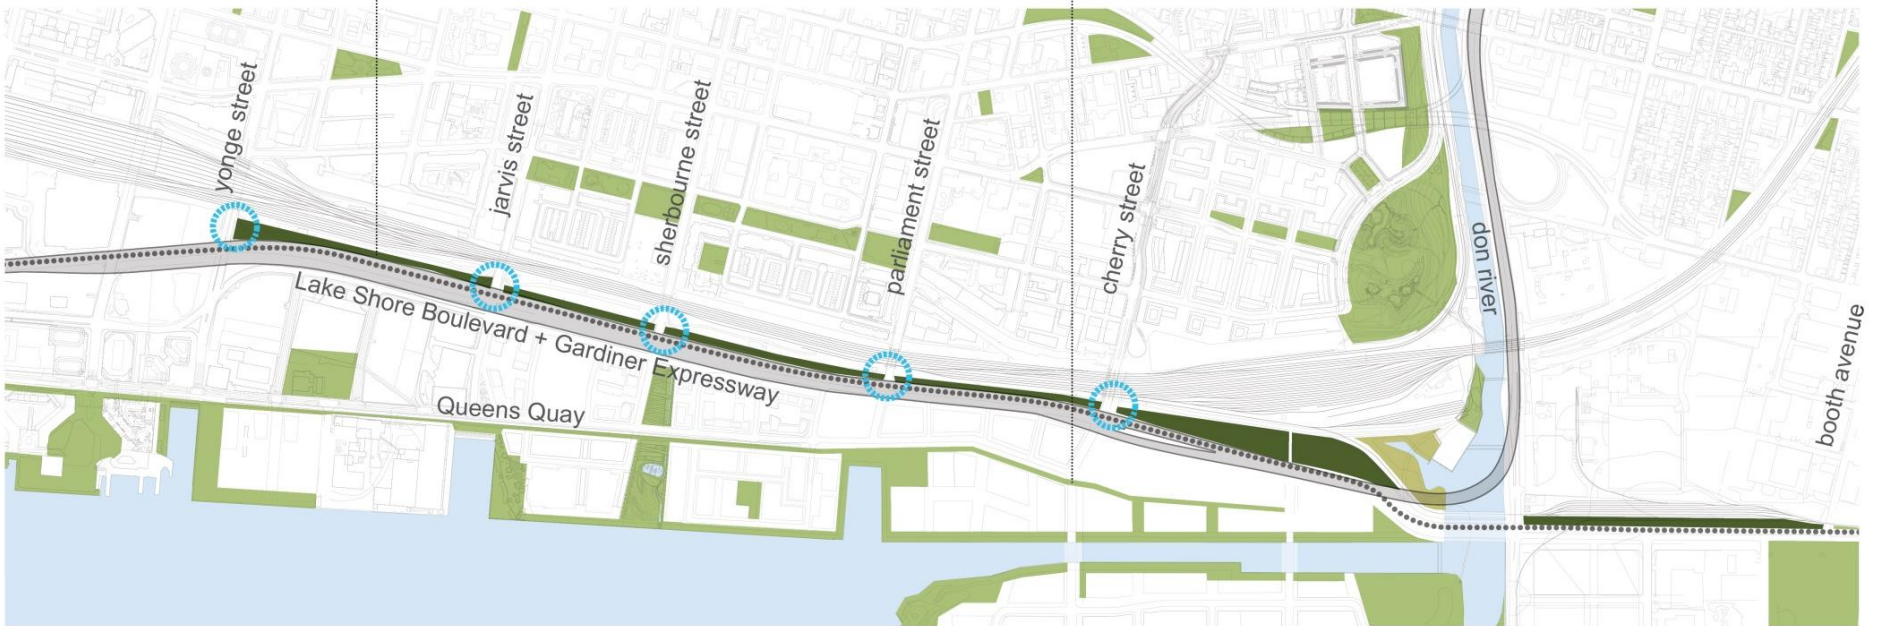 yonge street
jarvis street
sherbourne street
parliament street
cherry street
don river
booth avenue
Lake Shore Boulevard + Gardiner Expressway
Queens Quay